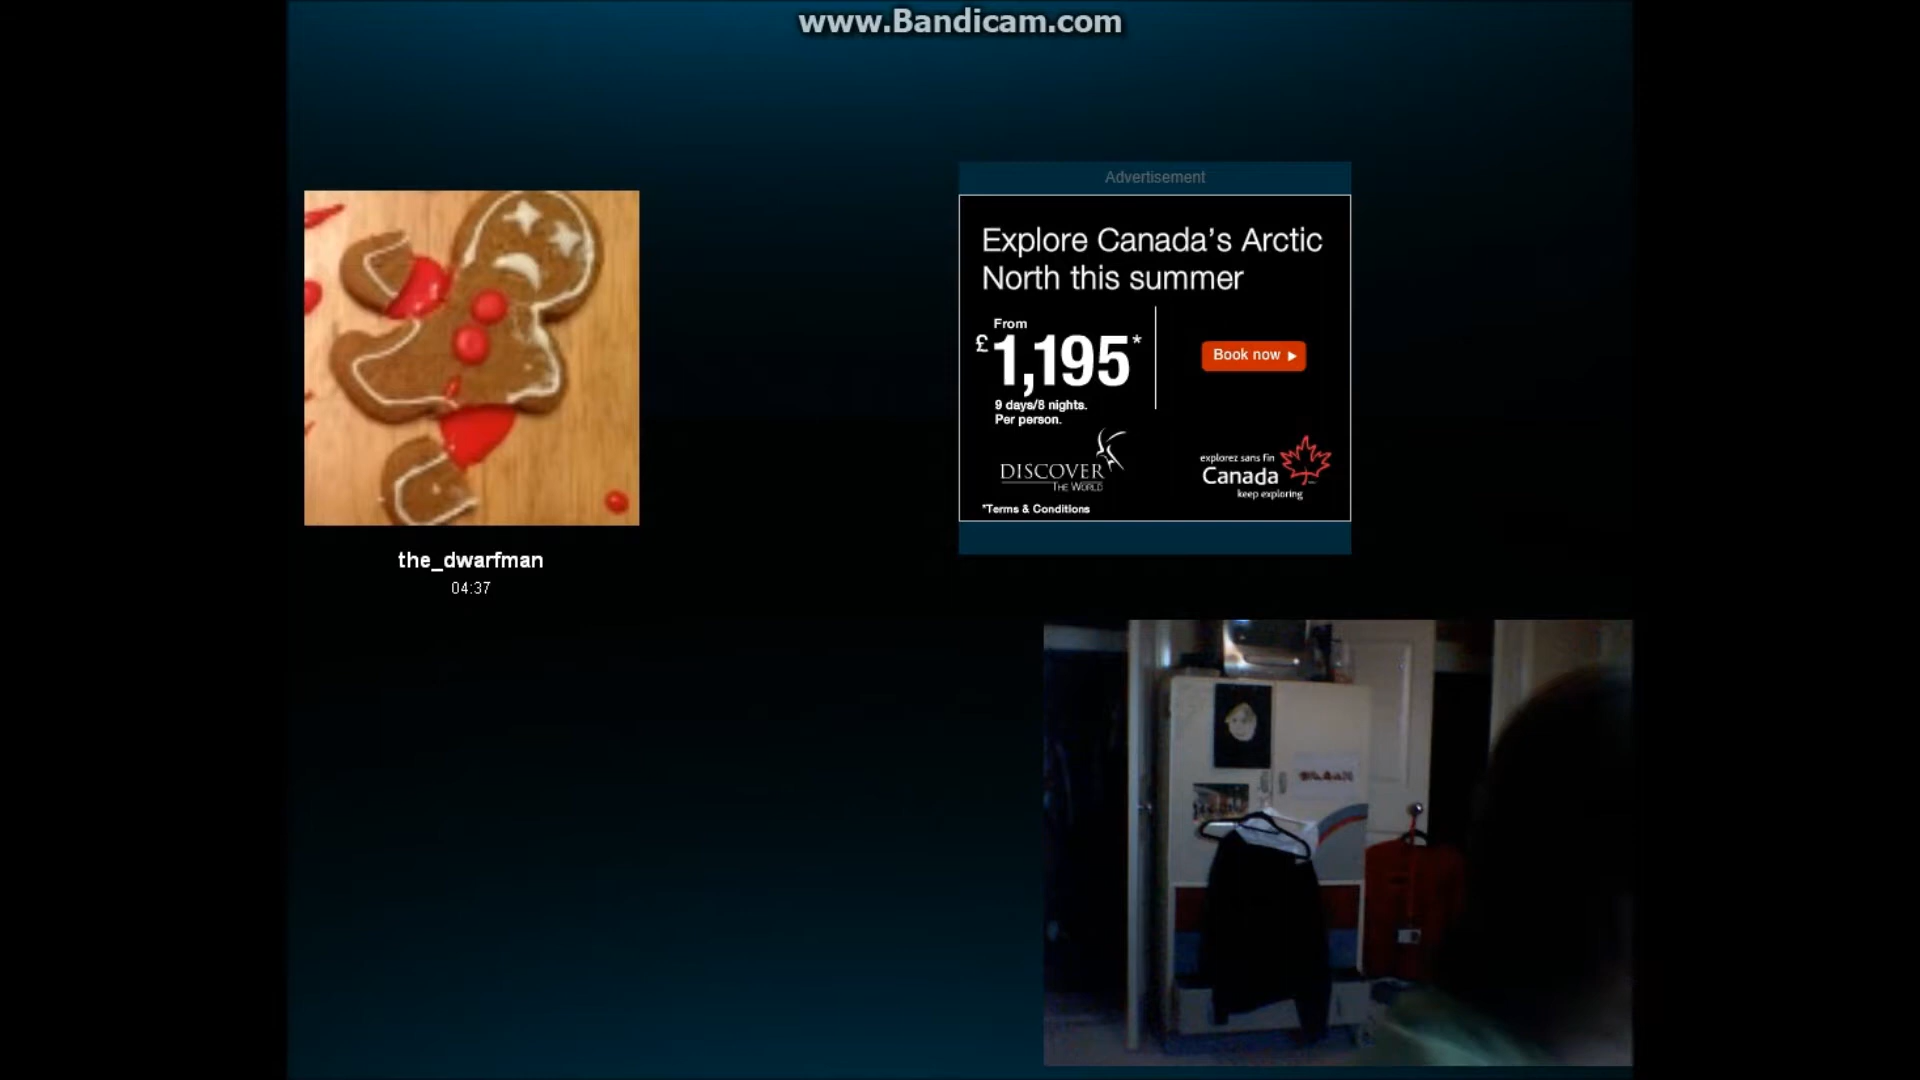 www.Bandicam.com
Advertisement
Explore Canada's Arctic
North this summer
From
£1,195*
9 days/8 nights.
Per person.
Book now
DISCOVER
THE WORLD
explorez sans fin
Canada
keep exploring
*Terms & Conditions
the_dwarfman
04:37